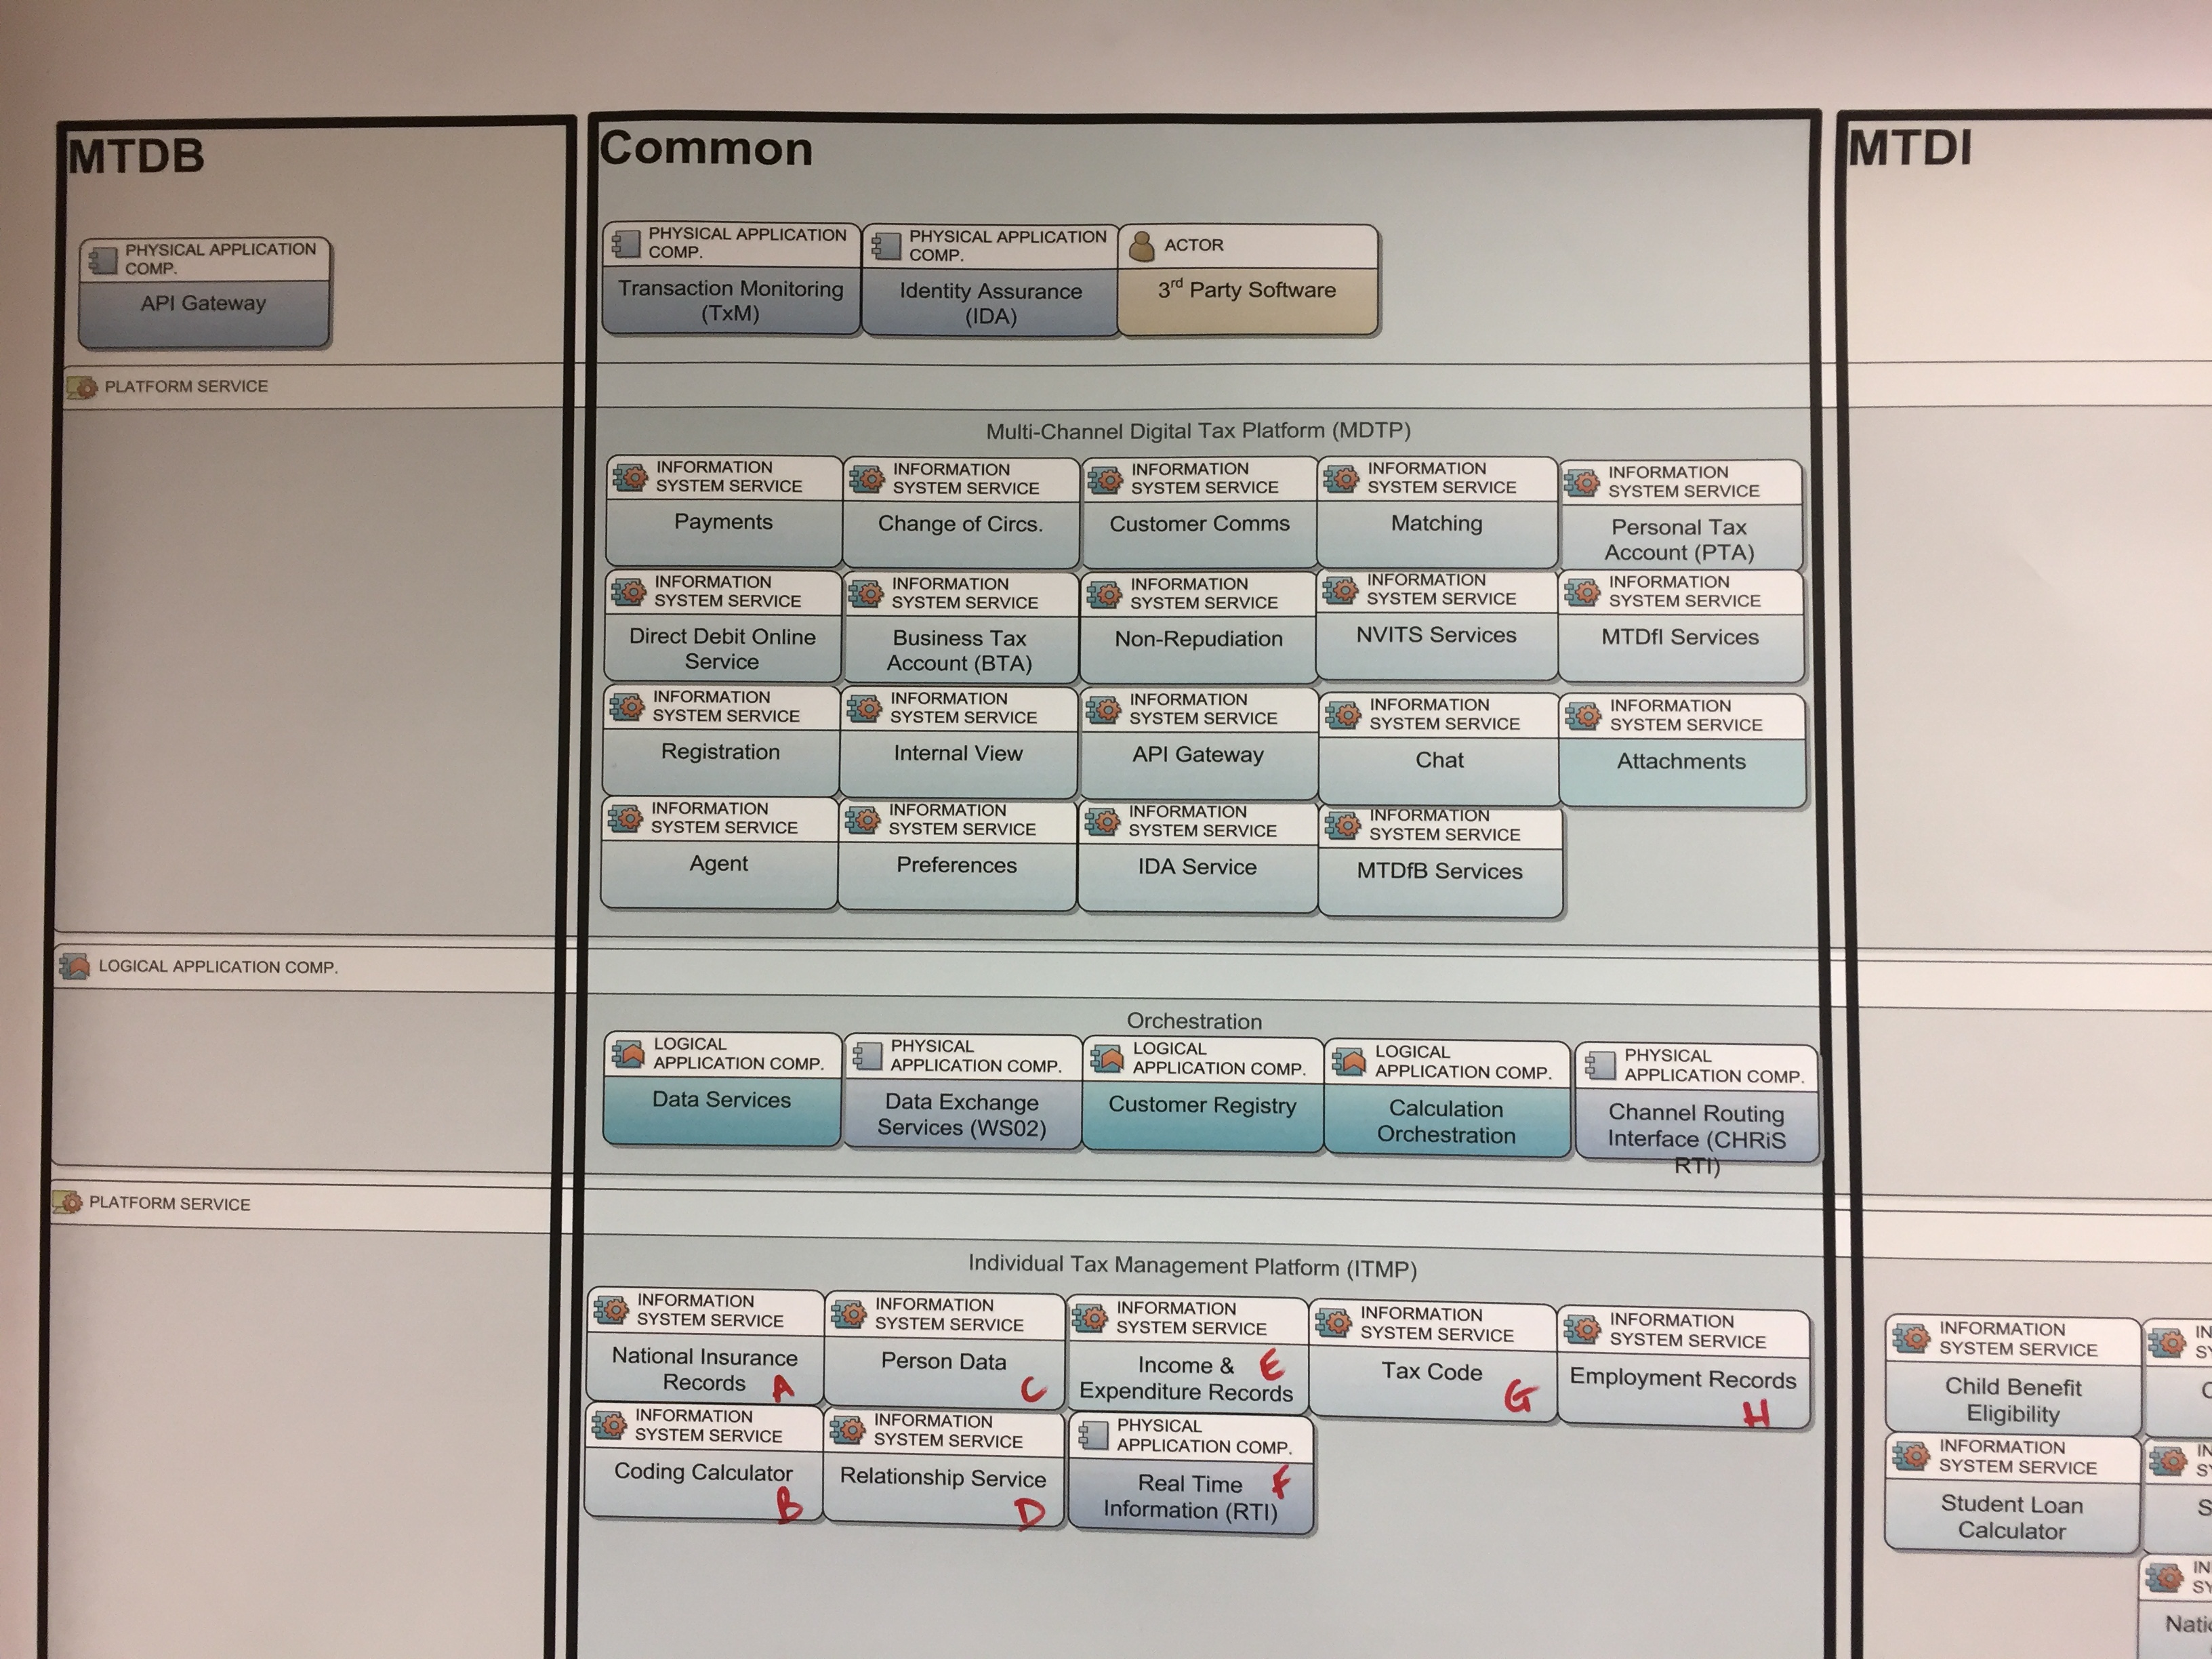 MTDB
Common
MTDI
PHYSICAL APPLICATION
COMP.
API Gateway
PHYSICAL APPLICATION
COMP.
Transaction Monitoring
(TxM)
PHYSICAL APPLICATION
COMP.
Identity Assurance
(IDA)
ACTOR
3rd Party Software
PLATFORM SERVICE
Multi-Channel Digital Tax Platform (MDTP)
INFORMATION
SYSTEM SERVICE
Payments
INFORMATION
SYSTEM SERVICE
Change of Circs.
INFORMATION
SYSTEM SERVICE
Customer Comms
INFORMATION
SYSTEM SERVICE
Matching
INFORMATION
SYSTEM SERVICE
Personal Tax
Account (PTA)
INFORMATION
SYSTEM SERVICE
Direct Debit Online
Service
INFORMATION
SYSTEM SERVICE
Business Tax
Account (BTA)
INFORMATION
SYSTEM SERVICE
Non-Repudiation
INFORMATION
SYSTEM SERVICE
NVITS Services
INFORMATION
SYSTEM SERVICE
MTDfI Services
INFORMATION
SYSTEM SERVICE
Registration
INFORMATION
SYSTEM SERVICE
Internal View
INFORMATION
SYSTEM SERVICE
API Gateway
INFORMATION
SYSTEM SERVICE
Chat
INFORMATION
SYSTEM SERVICE
Attachments
INFORMATION
SYSTEM SERVICE
Agent
INFORMATION
SYSTEM SERVICE
Preferences
INFORMATION
SYSTEM SERVICE
IDA Service
INFORMATION
SYSTEM SERVICE
MTDfB Services
LOGICAL APPLICATION COMP.
Orchestration
LOGICAL
APPLICATION COMP.
Data Services
PHYSICAL
APPLICATION COMP.
Data Exchange
Services (WS02)
LOGICAL
APPLICATION COMP.
Customer Registry
LOGICAL
APPLICATION COMP.
Calculation
Orchestration
PHYSICAL
APPLICATION COMP.
Channel Routing
Interface (CHRiS
RTI)
PLATFORM SERVICE
Individual Tax Management Platform (ITMP)
INFORMATION
SYSTEM SERVICE
National Insurance
Records A
INFORMATION
SYSTEM SERVICE
Person Data
C
INFORMATION
SYSTEM SERVICE
Income & E
Expenditure Records
INFORMATION
SYSTEM SERVICE
Tax Code
G
INFORMATION
SYSTEM SERVICE
Employment Records
H
INFORMATION
SYSTEM SERVICE
Coding Calculator
B
INFORMATION
SYSTEM SERVICE
Relationship Service
D
PHYSICAL
APPLICATION COMP.
Real Time F
Information (RTI)
INFORMATION
SYSTEM SERVICE
Child Benefit
Eligibility
INFORMATION
SYSTEM SERVICE
Student Loan
Calculator